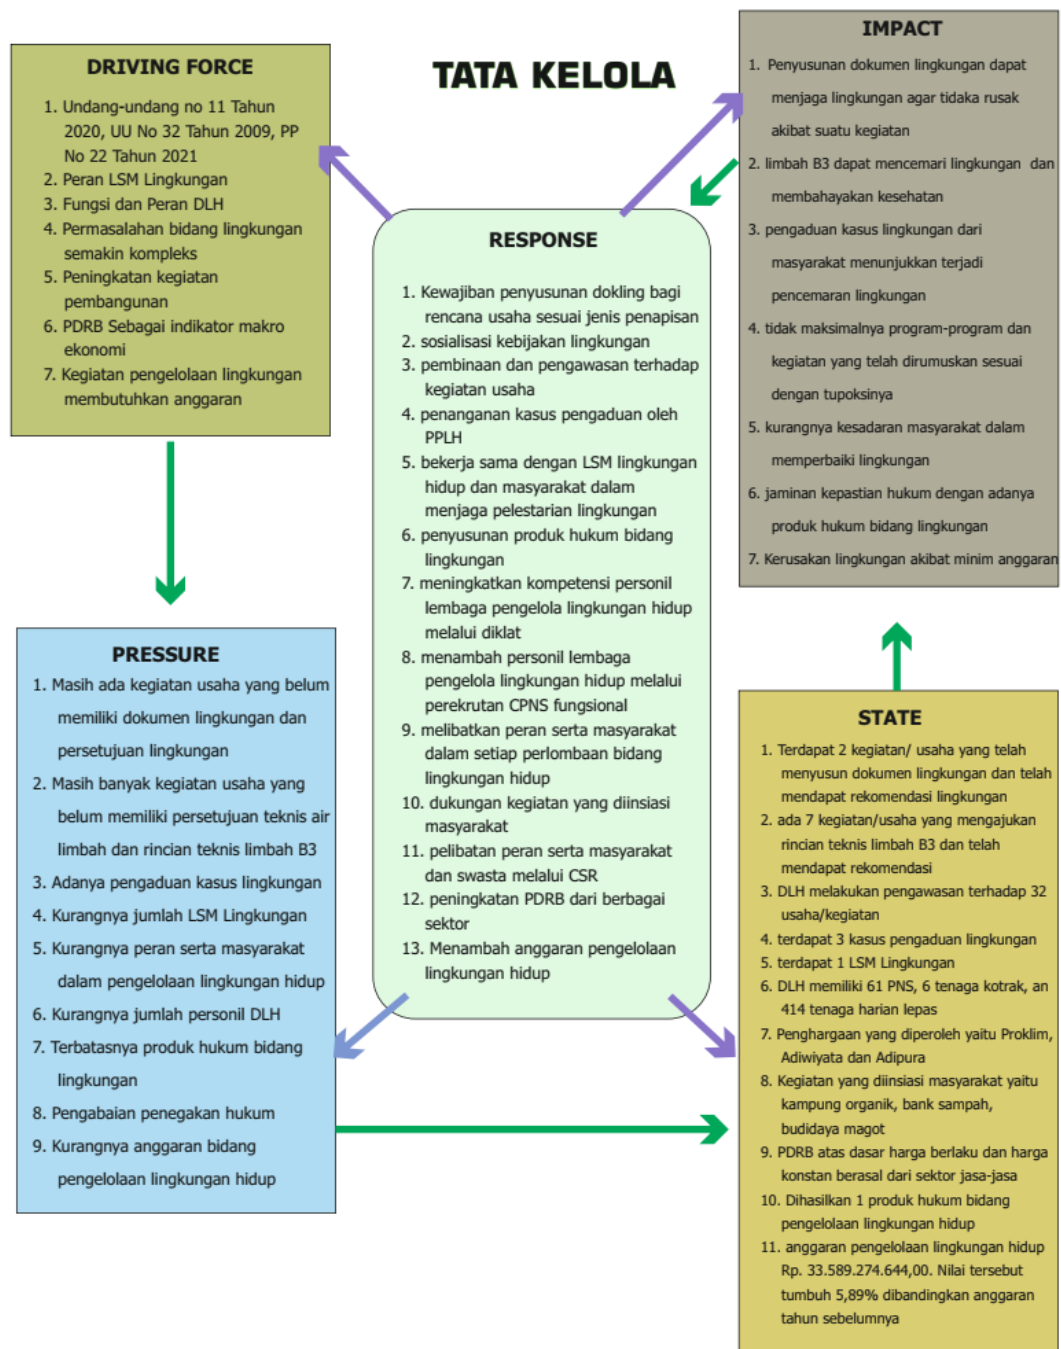 TATA KELOLA
DRIVING FORCE
1. Undang-undang no 11 Tahun
2020, UU No 32 Tahun 2009, PP
No 22 Tahun 2021
2. Peran LSM Lingkungan
3. Fungsi dan Peran DLH
4. Permasalahan bidang lingkungan
semakin kompleks
5. Peningkatan kegiatan
pembangunan
6. PDRB Sebagai indikator makro
ekonomi
7. Kegiatan pengelolaan lingkungan
membutuhkan anggaran
PRESSURE
1. Masih ada kegiatan usaha yang belum
memiliki dokumen lingkungan dan
persetujuan lingkungan
2. Masih banyak kegiatan usaha yang
belum memiliki persetujuan teknis air
limbah dan rincian teknis limbah B3
3. Adanya pengaduan kasus lingkungan
4. Kurangnya jumlah LSM Lingkungan
5. Kurangnya peran serta masyarakat
dalam pengelolaan lingkungan hidup
6. Kurangnya jumlah personil DLH
7. Terbatasnya produk hukum bidang
lingkungan
8. Pengabaian penegakan hukum
9. Kurangnya anggaran bidang
pengelolaan lingkungan hidup
RESPONSE
1. Kewajiban penyusunan dokling bagi
rencana usaha sesuai jenis penapisan
2. sosialisasi kebijakan lingkungan
3. pembinaan dan pengawasan terhadap
kegiatan usaha
4. penanganan kasus pengaduan oleh
PPLH
5. bekerja sama dengan LSM lingkungan
hidup dan masyarakat dalam
menjaga pelestarian lingkungan
6. penyusunan produk hukum bidang
lingkungan
7. meningkatkan kompetensi personil
lembaga pengelola lingkungan hidup
melalui diklat
8. menambah personil lembaga
pengelola lingkungan hidup melalui
perekrutan CPNS fungsional
9. melibatkan peran serta masyarakat
dalam setiap perlombaan bidang
lingkungan hidup
10. dukungan kegiatan yang diinsiasi
masyarakat
11. pelibatan peran serta masyarakat
dan swasta melalui CSR
12. peningkatan PDRB dari berbagai
sektor
13. Menambah anggaran pengelolaan
lingkungan hidup
IMPACT
1. Penyusunan dokumen lingkungan dapat
menjaga lingkungan agar tidaka rusak
akibat suatu kegiatan
2. limbah B3 dapat mencemari lingkungan dan
membahayakan kesehatan
3. pengaduan kasus lingkungan dari
masyarakat menunjukkan terjadi
pencemaran lingkungan
4. tidak maksimalnya program-program dan
kegiatan yang telah dirumuskan sesuai
dengan tupoksinya
5. kurangnya kesadaran masyarakat dalam
memperbaiki lingkungan
6. jaminan kepastian hukum dengan adanya
produk hukum bidang lingkungan
7. Kerusakan lingkungan akibat minim anggaran
STATE
1. Terdapat 2 kegiatan/ usaha yang telah
menyusun dokumen lingkungan dan telah
mendapat rekomendasi lingkungan
2. ada 7 kegiatan/usaha yang mengajukan
rincian teknis limbah B3 dan telah
mendapat rekomendasi
3. DLH melakukan pengawasan terhadap 32
usaha/kegiatan
4. terdapat 3 kasus pengaduan lingkungan
5. terdapat 1 LSM Lingkungan
6. DLH memiliki 61 PNS, 6 tenaga kotrak, an
414 tenaga harian lepas
7. Penghargaan yang diperoleh yaitu Proklim,
Adiwiyata dan Adipura
8. Kegiatan yang diinsiasi masyarakat yaitu
kampung organik, bank sampah,
budidaya magot
9. PDRB atas dasar harga berlaku dan harga
konstan berasal dari sektor jasa-jasa
10. Dihasilkan 1 produk hukum bidang
pengelolaan lingkungan hidup
11. anggaran pengelolaan lingkungan hidup
Rp. 33.589.274.644,00. Nilai tersebut
tumbuh 5,89% dibandingkan anggaran
tahun sebelumnya